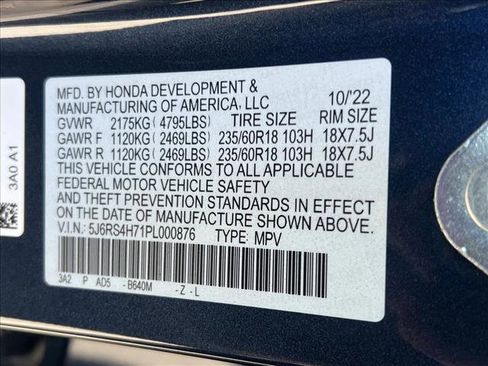 MFD. BY HONDA DEVELOPMENT &
MANUFACTURING OF AMERICA, LLC 10/'22
GVWR 2175KG(4795LBS) TIRE SIZE RIM SIZE
GAWR F 1120KG(2469LBS) 235/60R18 103H 18X7.5J
GAWR R 1120KG(2469LBS) 235/60R18 103H 18X7.5J
THIS VEHICLE CONFORMS TO ALL APPLICABLE
FEDERAL MOTOR VEHICLE SAFETY
AND THEFT PREVENTION STANDARDS IN EFFECT
ON THE DATE OF MANUFACTURE SHOWN ABOVE.
V.I.N.: 5J6RS4H71PL000876 TYPE: MPV
3A2 P AD5 - B640M - Z - L
3A0 A1